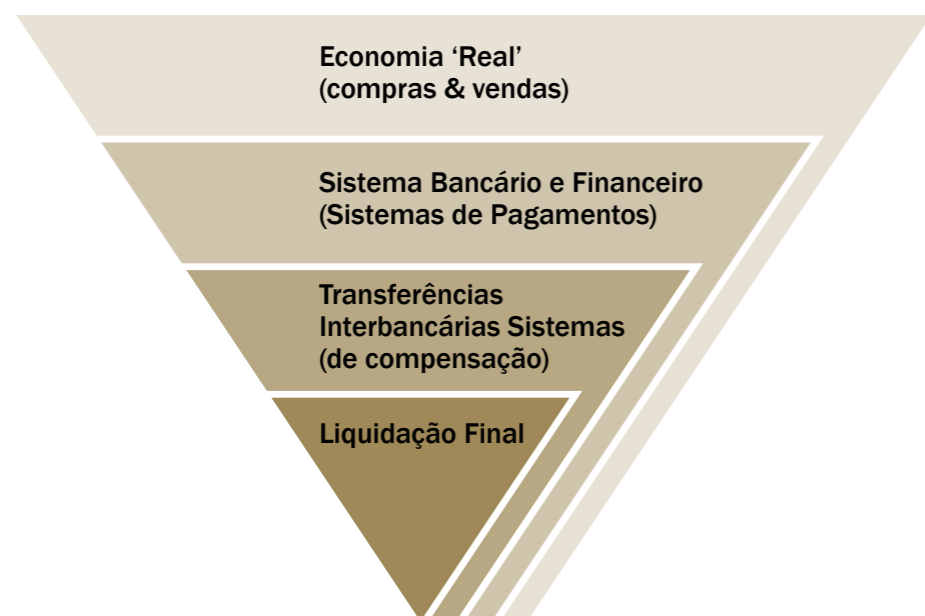 Economia ‘Real’
(compras & vendas)
Sistema Bancário e Financeiro
(Sistemas de Pagamentos)
Transferências
Interbancárias Sistemas
(de compensação)
Liquidação Final